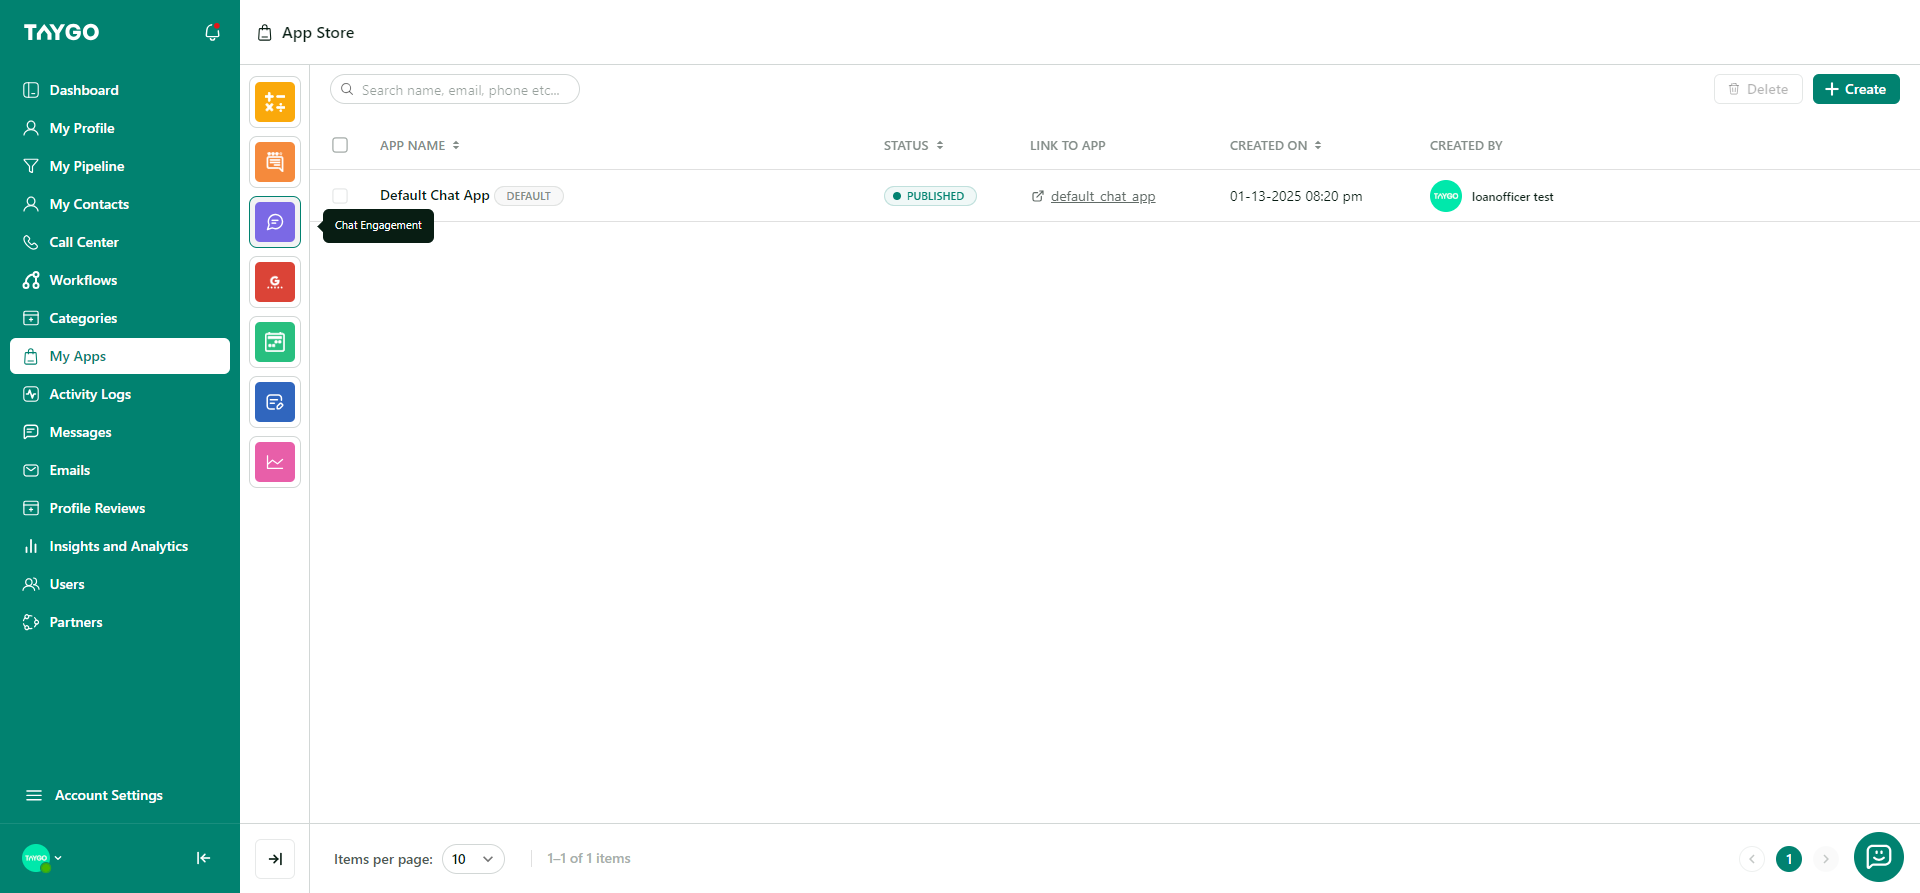 TAYGO
Dashboard
My Profile
My Pipeline
My Contacts
Call Center
Workflows
Categories
My Apps
Activity Logs
Messages
Emails
Profile Reviews
Insights and Analytics
Users
Partners
Account Settings
TAYGO
App Store
G
Search name, email, phone etc...
Delete
Create
APP NAME STATUS LINK TO APP CREATED ON CREATED BY
Default Chat App DEFAULT PUBLISHED default_chat_app 01-13-2025 08:20 pm TAYGO loanofficer test
Chat Engagement
Items per page: 10 1–1 of 1 items 1